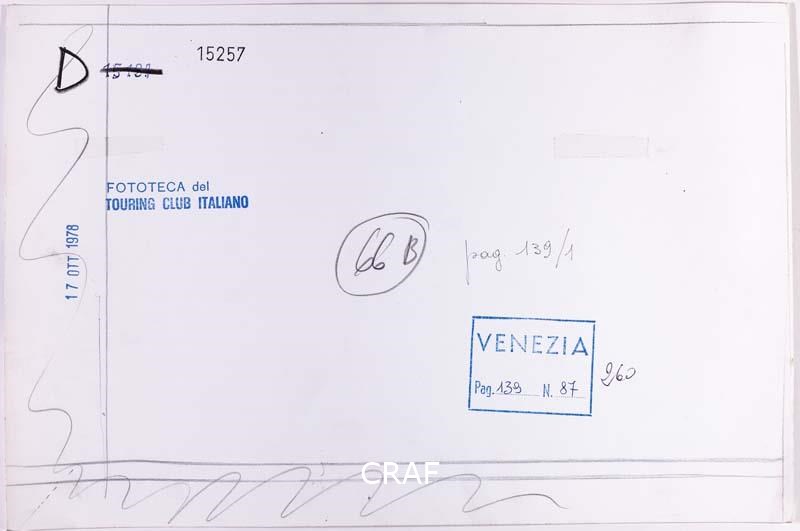 D
15257
FOTOTECA del
TOURING CLUB ITALIANO
17 OTT 1978
66 B
pag. 139/1
VENEZIA
Pag. 139 N. 87
260
CRAF